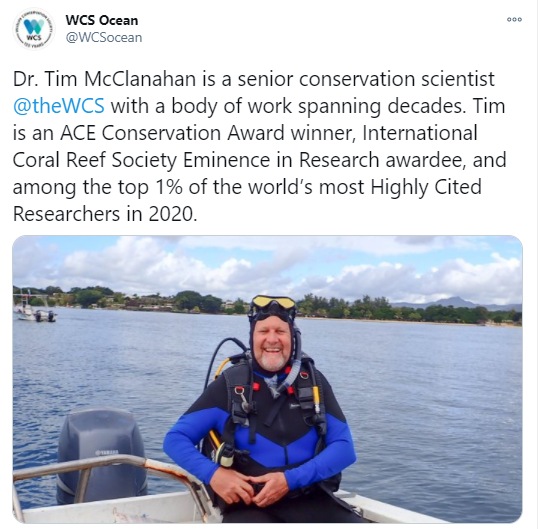 WCS Ocean
@WCSocean
WCS
Dr. Tim McClanahan is a senior conservation scientist
@theWCS with a body of work spanning decades. Tim
is an ACE Conservation Award winner, International
Coral Reef Society Eminence in Research awardee, and
among the top 1% of the world’s most Highly Cited
Researchers in 2020.
YAMAHA